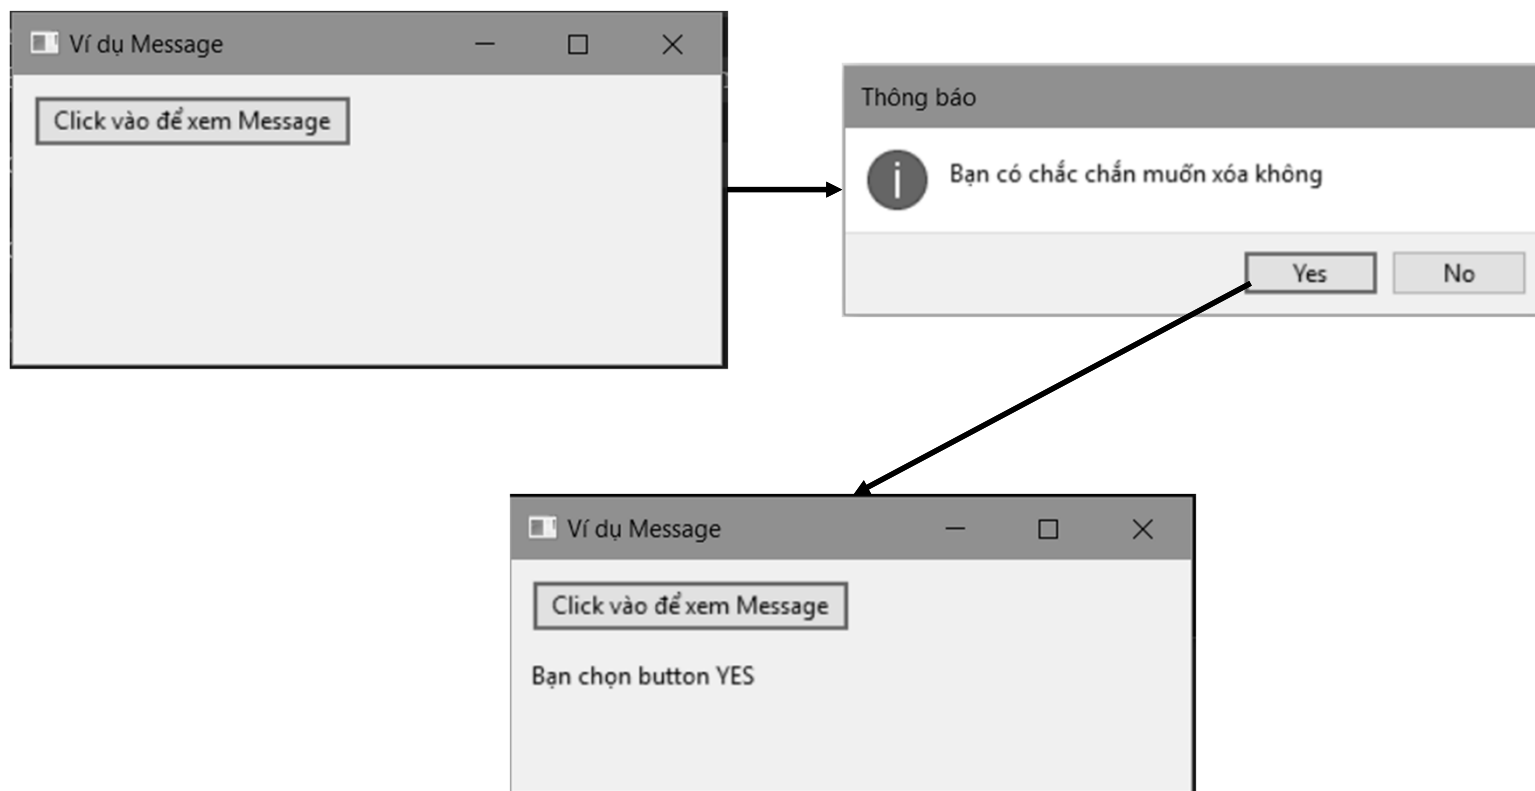 Ví dụ Message
Click vào để xem Message
Thông báo
Bạn có chắc chắn muốn xóa không
Yes
No
Ví dụ Message
Click vào để xem Message
Bạn chọn button YES